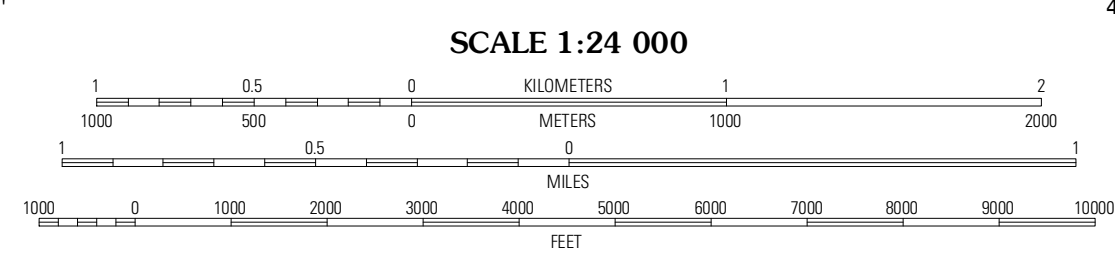 4
SCALE 1:24 000
1 0.5 0 KILOMETERS 1 2
1000 500 0 METERS 1000 2000
1 0.5 0 1
MILES
1000 0 1000 2000 3000 4000 5000 6000 7000 8000 9000 10000
FEET